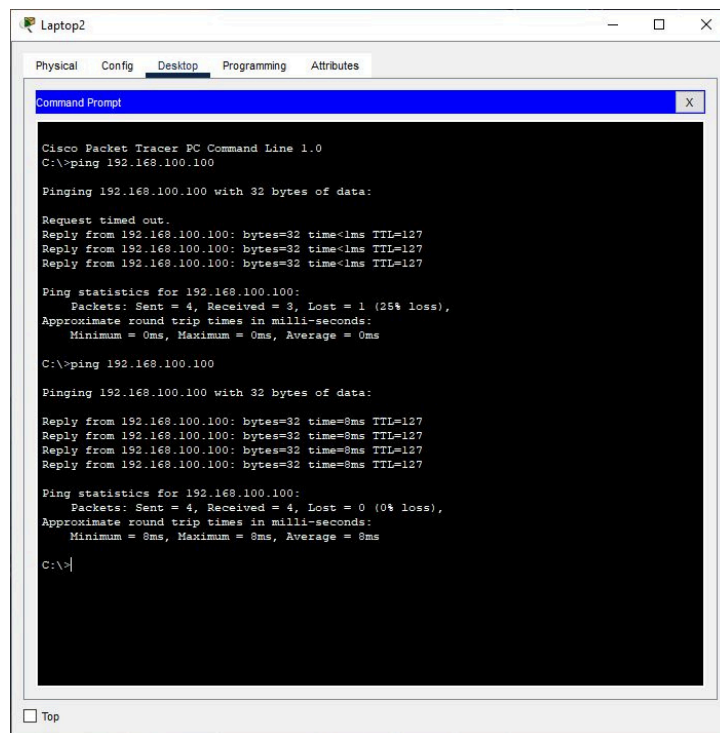 Laptop2
Physical Config Desktop Programming Attributes
Command Prompt X
Cisco Packet Tracer PC Command Line 1.0
C:\>ping 192.168.100.100
Pinging 192.168.100.100 with 32 bytes of data:
Request timed out.
Reply from 192.168.100.100: bytes=32 time<1ms TTL=127
Reply from 192.168.100.100: bytes=32 time<1ms TTL=127
Reply from 192.168.100.100: bytes=32 time<1ms TTL=127
Ping statistics for 192.168.100.100:
Packets: Sent = 4, Received = 3, Lost = 1 (25% loss),
Approximate round trip times in milli-seconds:
Minimum = 0ms, Maximum = 0ms, Average = 0ms
C:\>ping 192.168.100.100
Pinging 192.168.100.100 with 32 bytes of data:
Reply from 192.168.100.100: bytes=32 time=8ms TTL=127
Reply from 192.168.100.100: bytes=32 time=8ms TTL=127
Reply from 192.168.100.100: bytes=32 time=8ms TTL=127
Reply from 192.168.100.100: bytes=32 time=8ms TTL=127
Ping statistics for 192.168.100.100:
Packets: Sent = 4, Received = 4, Lost = 0 (0% loss),
Approximate round trip times in milli-seconds:
Minimum = 8ms, Maximum = 8ms, Average = 8ms
C:\>
Top